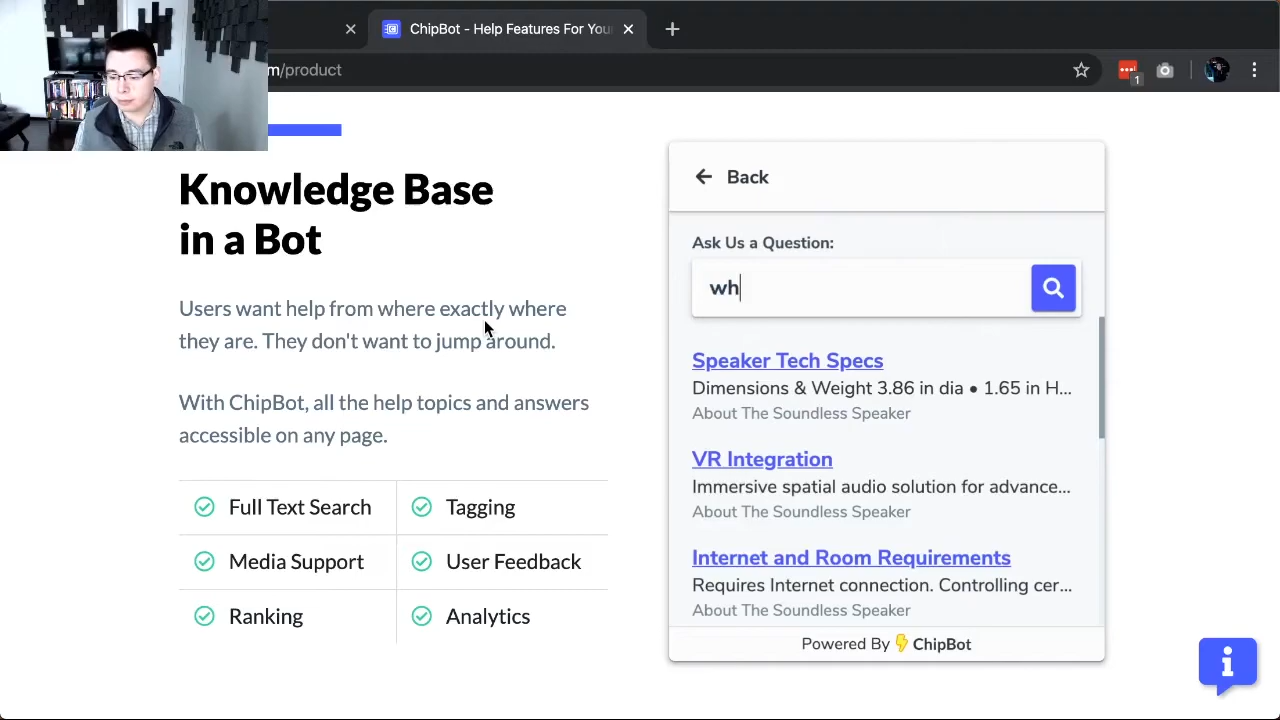 ChipBot - Help Features For You
m/product
1
Knowledge Base
in a Bot
Users want help from where exactly where
they are. They don't want to jump around.
With ChipBot, all the help topics and answers
accessible on any page.
Full Text Search
Tagging
Media Support
User Feedback
Ranking
Analytics
Back
Ask Us a Question:
wh
Speaker Tech Specs
Dimensions & Weight 3.86 in dia • 1.65 in H...
About The Soundless Speaker
VR Integration
Immersive spatial audio solution for advance...
About The Soundless Speaker
Internet and Room Requirements
Requires Internet connection. Controlling cer...
About The Soundless Speaker
Powered By ChipBot